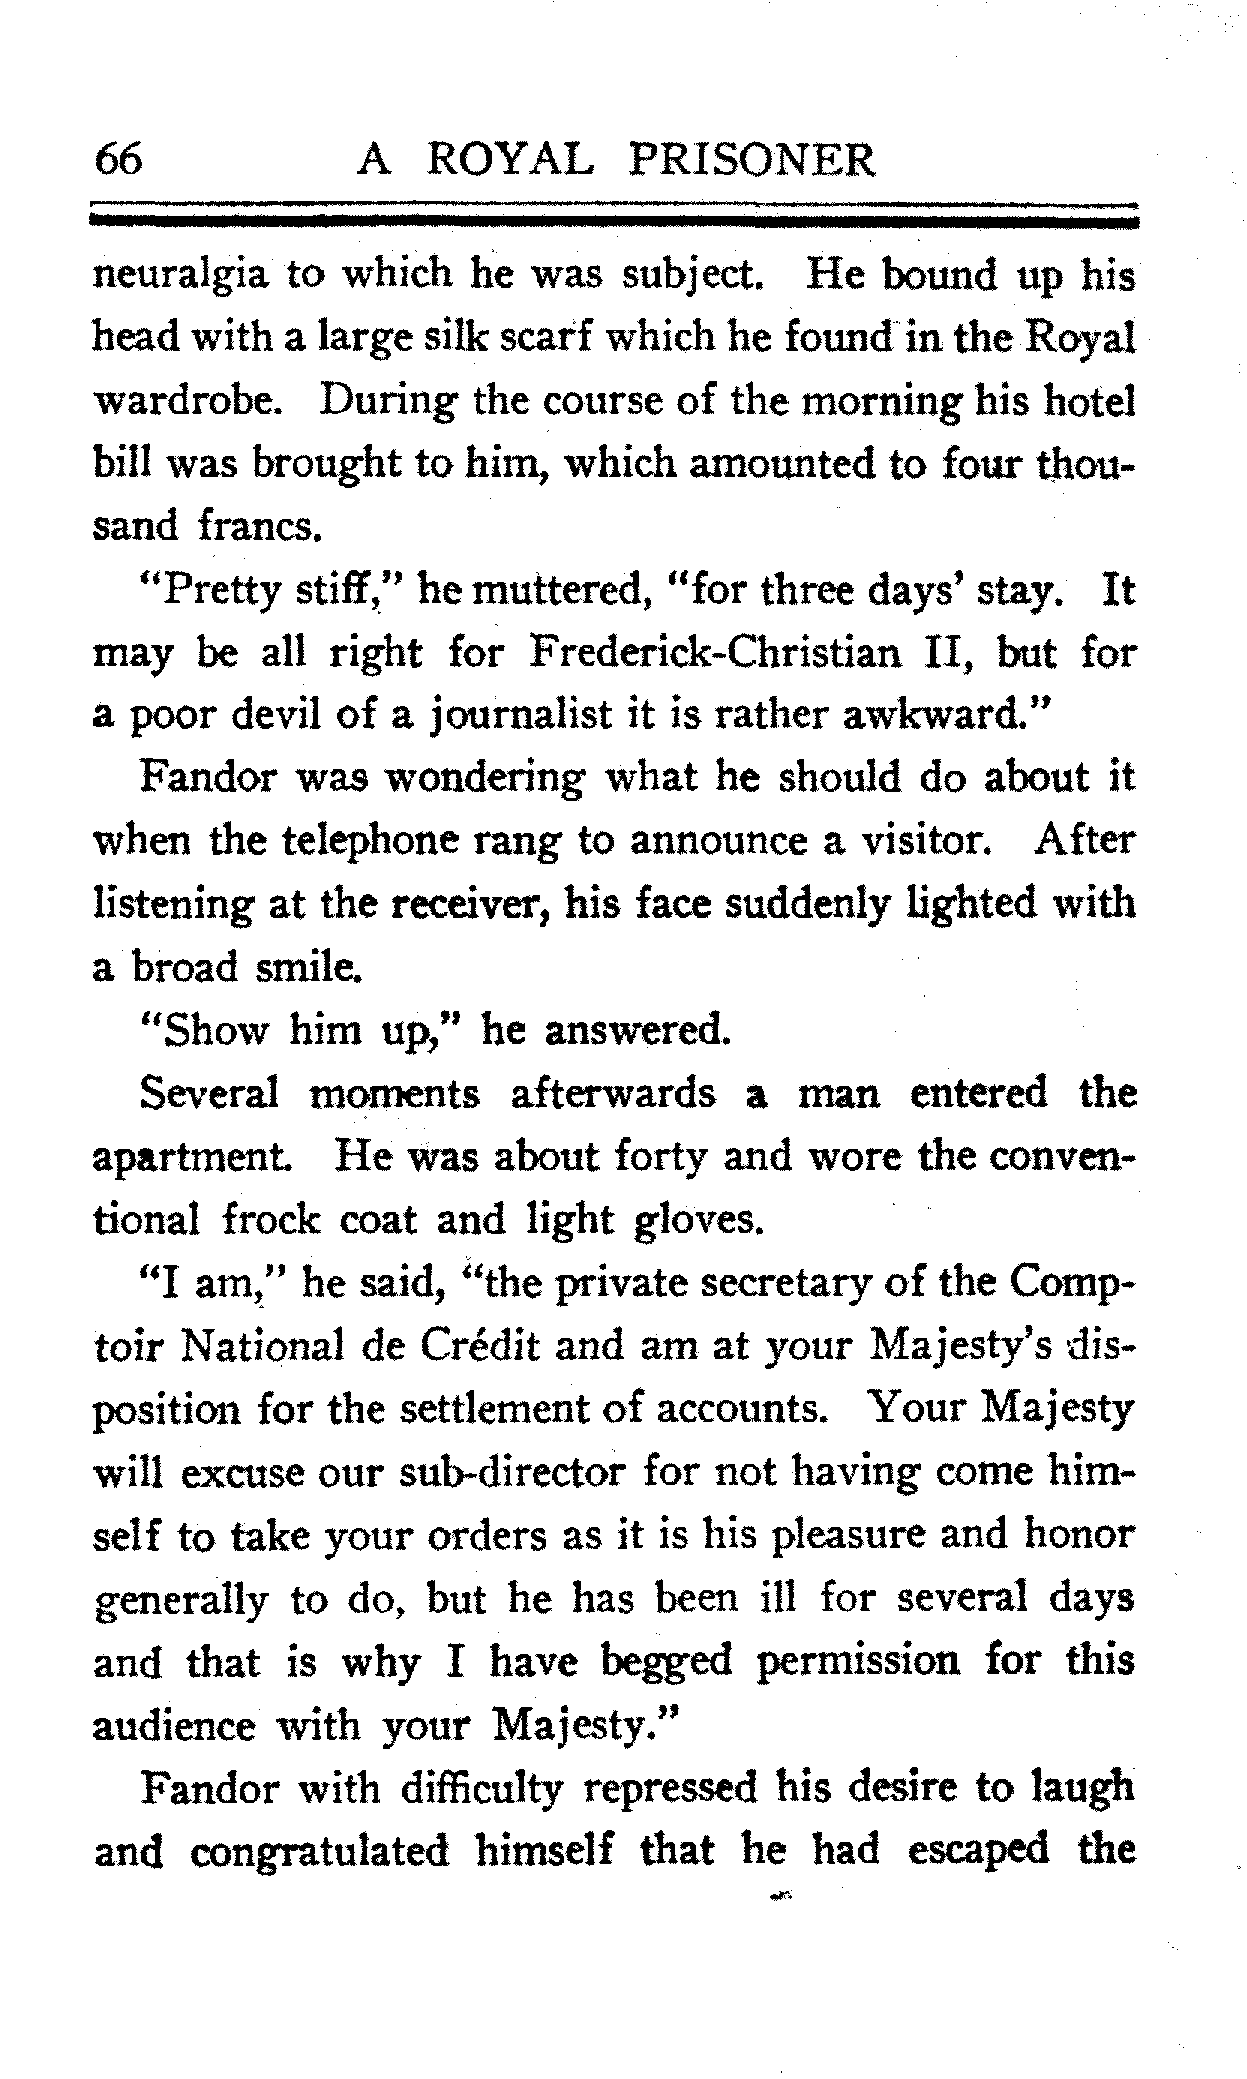 66 A ROYAL PRISONER
neuralgia to which he was subject. He bound up his
head with a large silk scarf which he found in the Royal
wardrobe. During the course of the morning his hotel
bill was brought to him, which amounted to four thou-
sand francs.
"Pretty stiff," he muttered, "for three days' stay. It
may be all right for Frederick-Christian II, but for
a poor devil of a journalist it is rather awkward."
Fandor was wondering what he should do about it
when the telephone rang to announce a visitor. After
listening at the receiver, his face suddenly lighted with
a broad smile.
"Show him up," he answered.
Several moments afterwards a man entered the
apartment. He was about forty and wore the conven-
tional frock coat and light gloves.
"I am," he said, "the private secretary of the Comp-
toir National de Crédit and am at your Majesty's dis-
position for the settlement of accounts. Your Majesty
will excuse our sub-director for not having come him-
self to take your orders as it is his pleasure and honor
generally to do, but he has been ill for several days
and that is why I have begged permission for this
audience with your Majesty."
Fandor with difficulty repressed his desire to laugh
and congratulated himself that he had escaped the